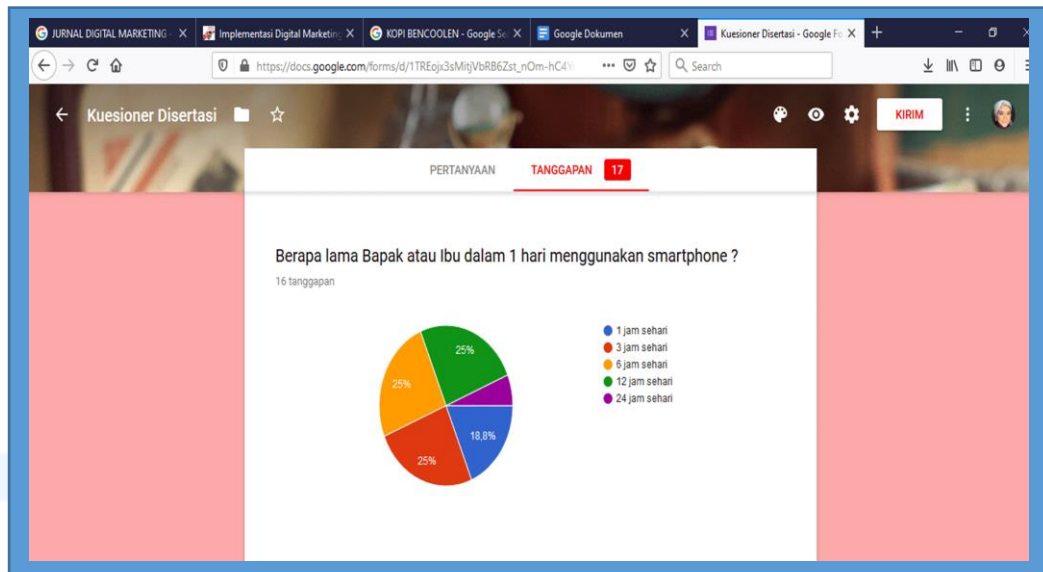 JURNAL DIGITAL MARKETING -
Implementasi Digital Marketing
KOPI BENCOOLEN - Google Se
Google Dokumen
Kuesioner Disertasi - Google Fo
https://docs.google.com/forms/d/1TREojx3sMitjVbRB6Zst_nOm-hC4
Search
Kuesioner Disertasi
KIRIM
PERTANYAAN
TANGGAPAN 17
Berapa lama Bapak atau Ibu dalam 1 hari menggunakan smartphone ?
16 tanggapan
25%
25%
25%
18,8%
1 jam sehari
3 jam sehari
6 jam sehari
12 jam sehari
24 jam sehari